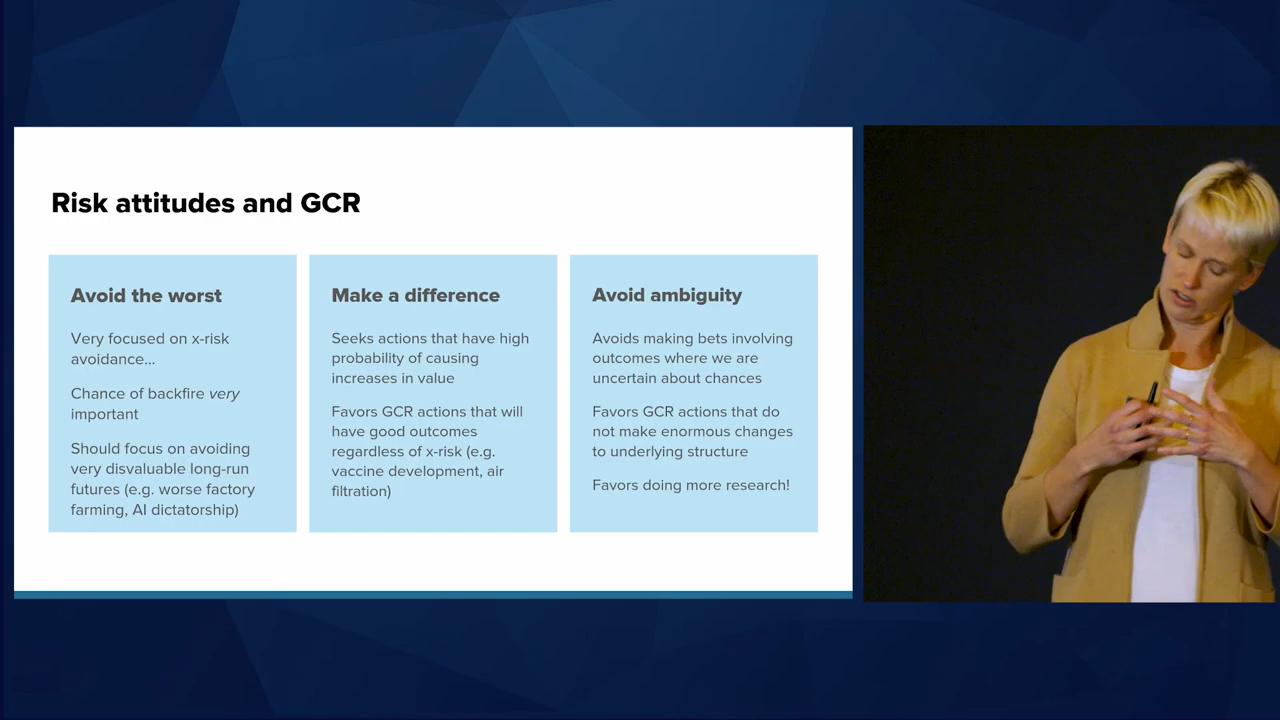 Risk attitudes and GCR
Avoid the worst
Very focused on x-risk
avoidance...
Chance of backfire very
important
Should focus on avoiding
very disvaluable long-run
futures (e.g. worse factory
farming, AI dictatorship)
Make a difference
Seeks actions that have high
probability of causing
increases in value
Favors GCR actions that will
have good outcomes
regardless of x-risk (e.g.
vaccine development, air
filtration)
Avoid ambiguity
Avoids making bets involving
outcomes where we are
uncertain about chances
Favors GCR actions that do
not make enormous changes
to underlying structure
Favors doing more research!